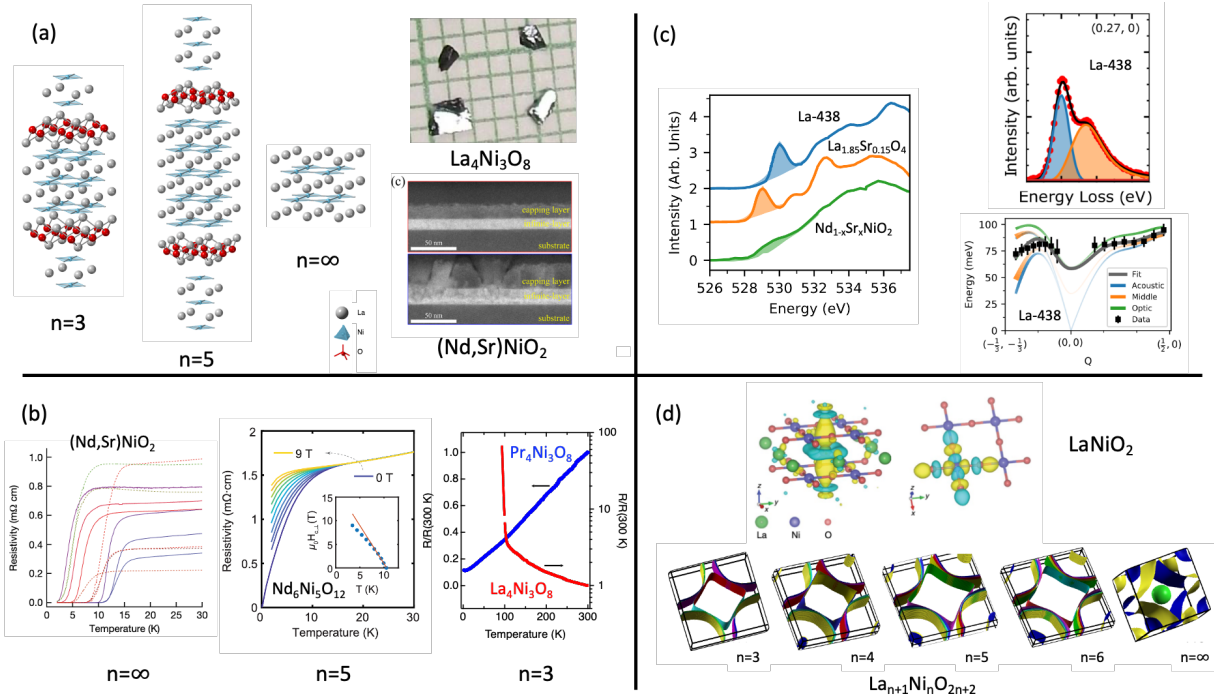 (a)
n=3
n=5
n=∞
La
Ni
O
La4Ni3O8
(c)
capping layer
50 nm
substrate
capping layer
50 nm
substrate
(Nd,Sr)NiO2
(c)
Intensity (Arb. Units)
4
3
2
1
0
La-438
La1.85Sr0.15O4
Nd1-xSrxNiO2
526 528 530 532 534 536
Energy (eV)
Intensity (arb. units)
(0.27, 0)
La-438
Energy Loss (eV)
Energy (meV)
100
75
50
25
0
Fit
Acoustic
Middle
Optic
Data
La-438
(-1/3, -1/3) (0, 0) (1/2, 0)
Q
(b)
(Nd,Sr)NiO2
Resistivity (mΩ cm)
1.0
0.8
0.6
0.4
0.2
0.0
0 5 10 15 20 25 30
Temperature (K)
n=∞
Resistivity (mΩ·cm)
2
1.5
1
0.5
0
9 T
0 T
μ0Hc,⊥ (T)
15
10
5
0
0 5 10
T (K)
Nd6Ni5O12
0 10 20 30
Temperature (K)
n=5
R/R(300 K)
1.0
0.8
0.6
0.4
0.2
0.0
Pr4Ni3O8
La4Ni3O8
100
10
1
R/R(300 K)
0 100 200 300
Temperature (K)
n=3
(d)
LaNiO2
z
y
x
z
y
x
La Ni O
n=3 n=4 n=5 n=6 n=∞
Lan+1NinO2n+2